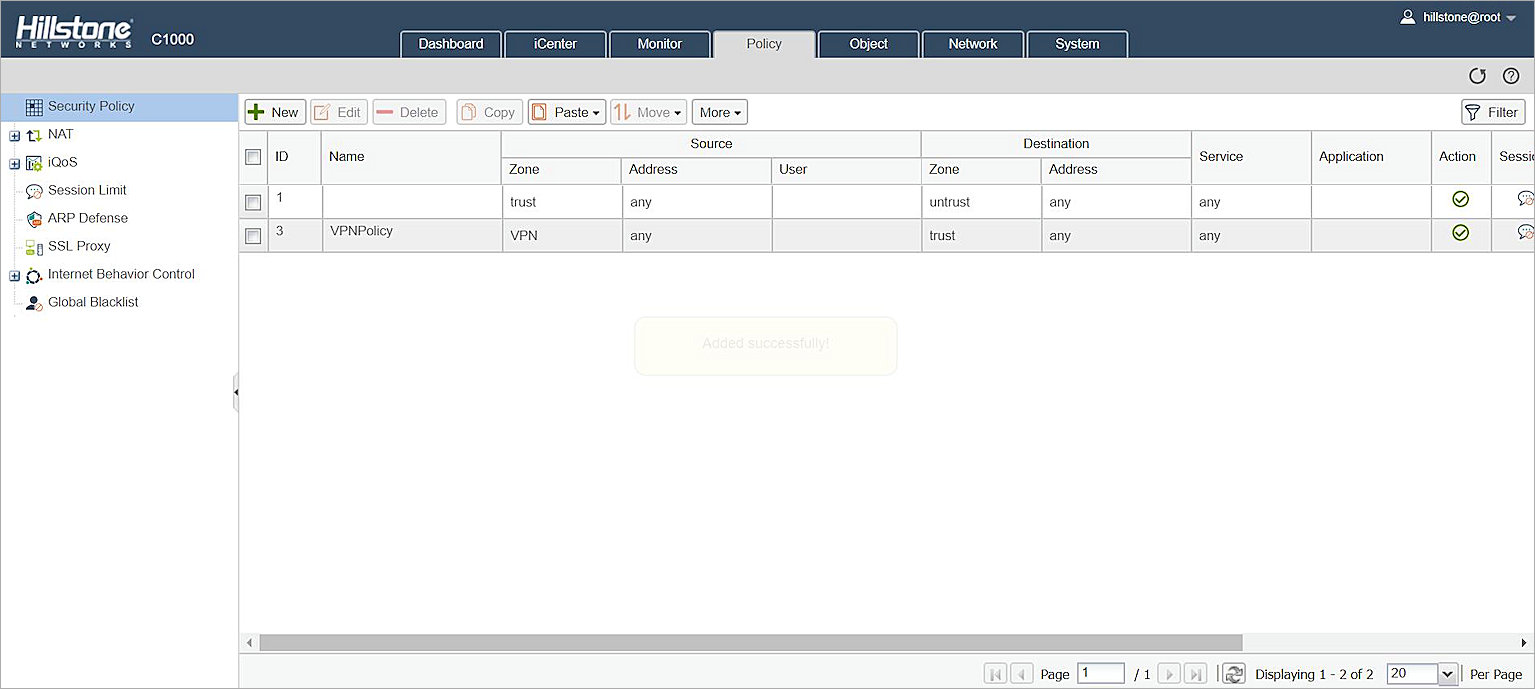 Hillstone
NETWORKS
C1000
hillstone@root
Dashboard iCenter Monitor Policy Object Network System
Security Policy
NAT
iQoS
Session Limit
ARP Defense
SSL Proxy
Internet Behavior Control
Global Blacklist
New Edit Delete Copy Paste Move More Filter
ID Name Source Destination Service Application Action Sessi
Zone Address User Zone Address
1 trust any untrust any any
3 VPNPolicy VPN any trust any any
Added successfully!
Page 1 / 1 Displaying 1 - 2 of 2 20 Per Page